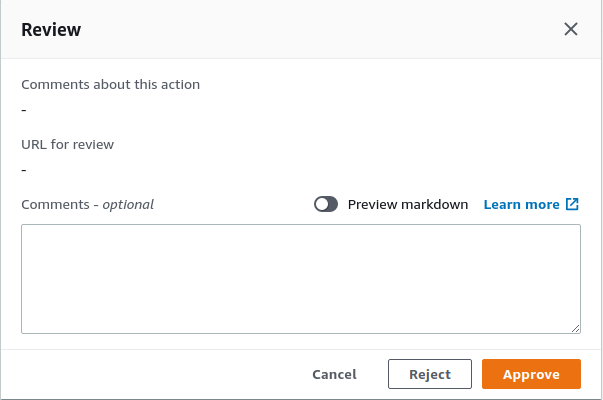 Review
Comments about this action
-
URL for review
-
Comments - optional Preview markdown Learn more
Cancel Reject Approve